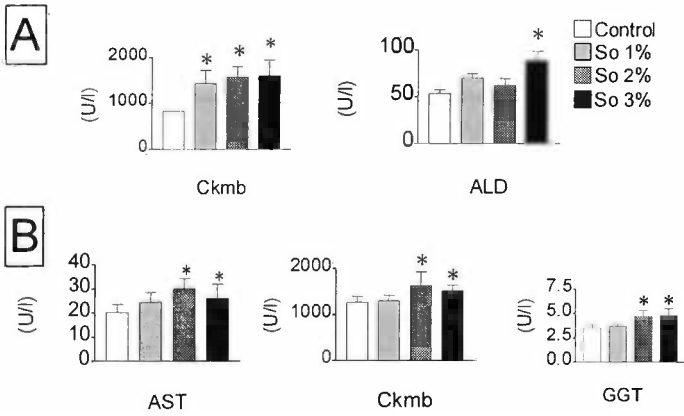 A
2000
1000
0
(U/l)
* * *
Ckmb
100
50
0
(U/l)
*
ALD
Control
So 1%
So 2%
So 3%
B
40
30
20
10
0
(U/l)
* *
AST
2000
1000
0
(U/l)
* *
Ckmb
7.5
5.0
2.5
0.0
(U/l)
* *
GGT